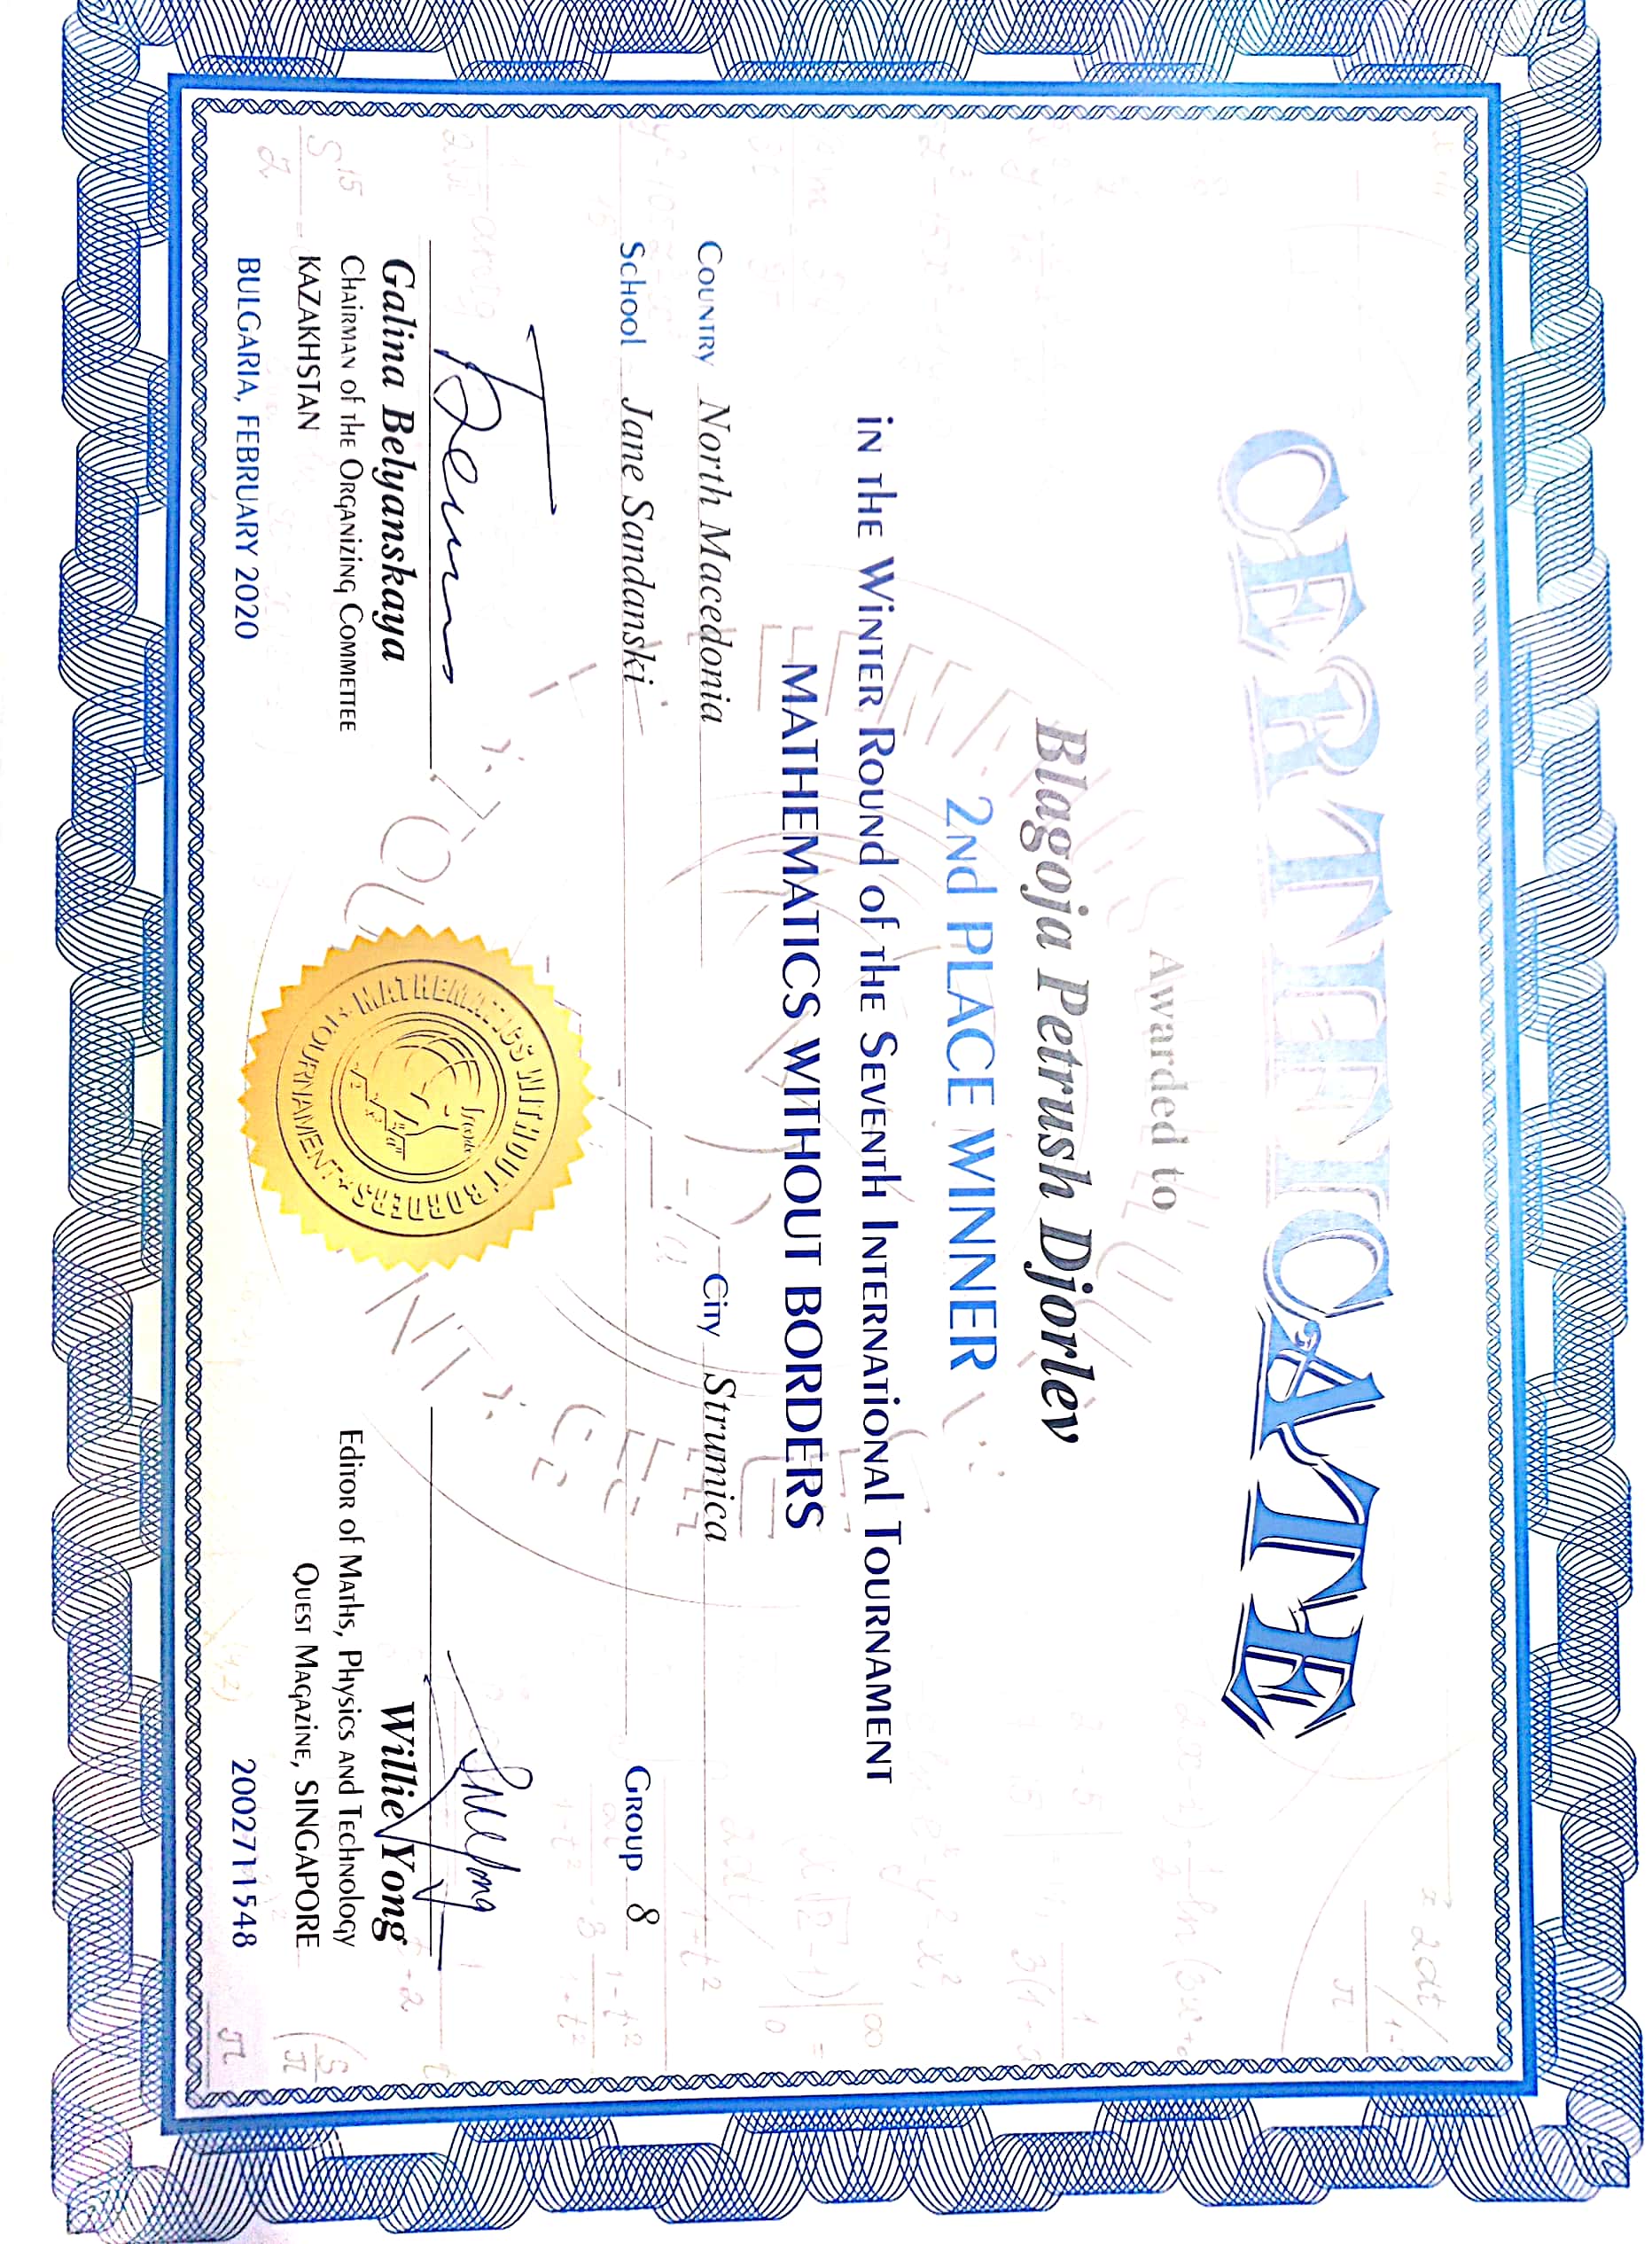 CERTIFICATE
Awarded to
Blagoja Petrush Djorlev
2nd PLACE WINNER
in the Winter Round of the Seventh International Tournament
MATHEMATICS WITHOUT BORDERS
Country North Macedonia City Strumica
School Jane Sandanski Group 8
Galina Belyanskaya
Chairman of the Organizing Committee
KAZAKHSTAN
BULGARIA, FEBRUARY 2020
MATHEMATICS WITHOUT BORDERS
TOURNAMENT
Willie Yong
Editor of Maths, Physics and Technology
Quest Magazine, SINGAPORE
2002711548